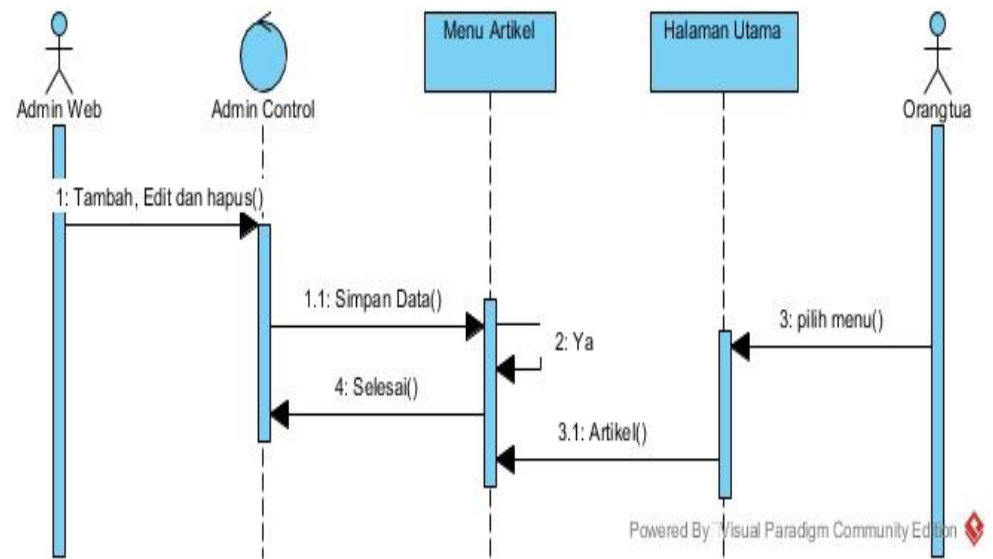 Menu Artikel
Halaman Utama
Admin Web
Admin Control
Orangtua
1: Tambah, Edit dan hapus()
1.1: Simpan Data()
3: pilih menu()
2: Ya
4: Selesai()
3.1: Artikel()
Powered By Visual Paradigm Community Edition